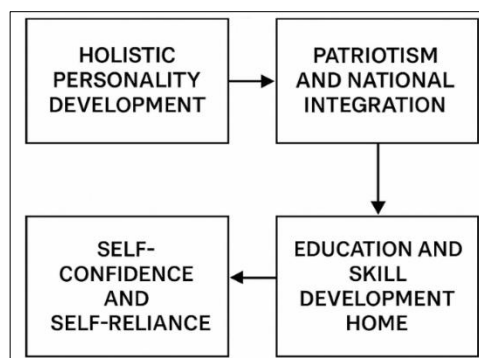 HOLISTIC
PERSONALITY
DEVELOPMENT
PATRIOTISM
AND NATIONAL
INTEGRATION
EDUCATION AND
SKILL
DEVELOPMENT
HOME
SELF-
CONFIDENCE
AND
SELF-RELIANCE